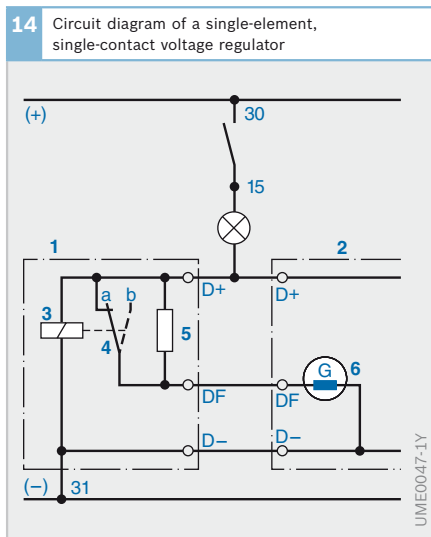 14 Circuit diagram of a single-element,
single-contact voltage regulator
(+) 30
15
1 2
D+ D+
a b
3 4 5 G 6
DF DF
D– D–
(–) 31
UME0047-1Y